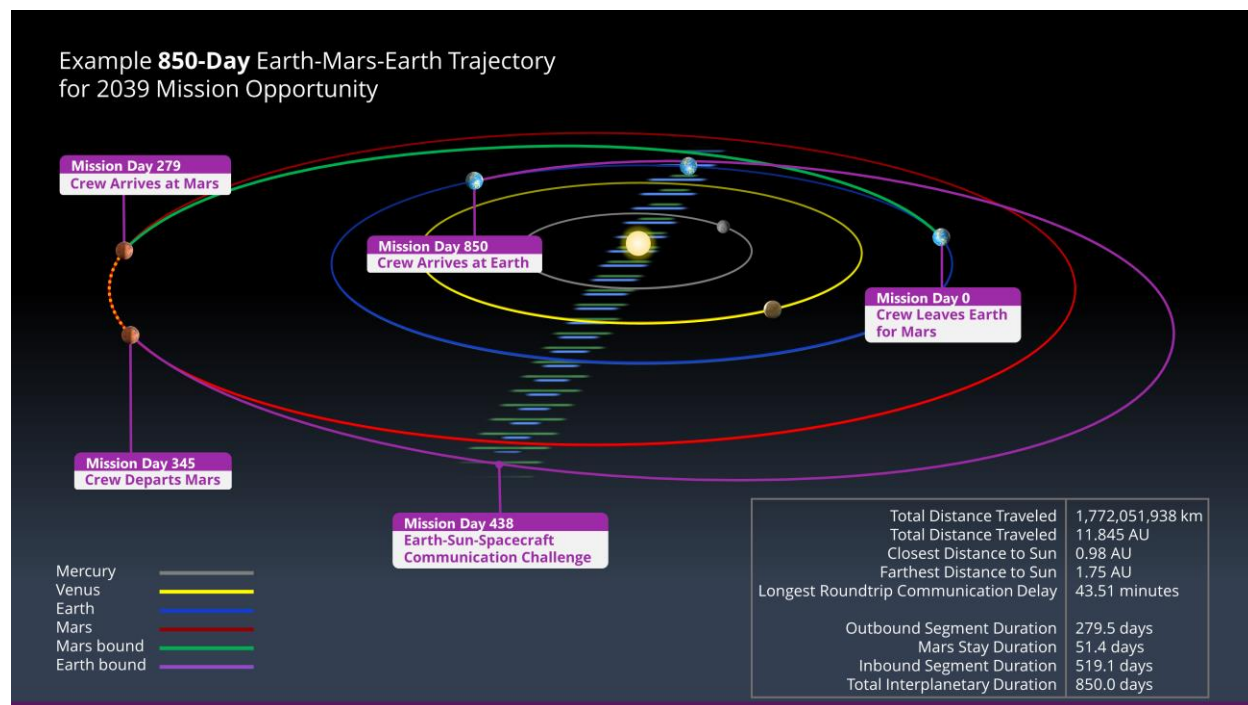 Example 850-Day Earth-Mars-Earth Trajectory
for 2039 Mission Opportunity
Mission Day 279
Crew Arrives at Mars
Mission Day 850
Crew Arrives at Earth
Mission Day 0
Crew Leaves Earth
for Mars
Mission Day 345
Crew Departs Mars
Mission Day 438
Earth-Sun-Spacecraft
Communication Challenge
Mercury
Venus
Earth
Mars
Mars bound
Earth bound
Total Distance Traveled 1,772,051,938 km
Total Distance Traveled 11.845 AU
Closest Distance to Sun 0.98 AU
Farthest Distance to Sun 1.75 AU
Longest Roundtrip Communication Delay 43.51 minutes
Outbound Segment Duration 279.5 days
Mars Stay Duration 51.4 days
Inbound Segment Duration 519.1 days
Total Interplanetary Duration 850.0 days